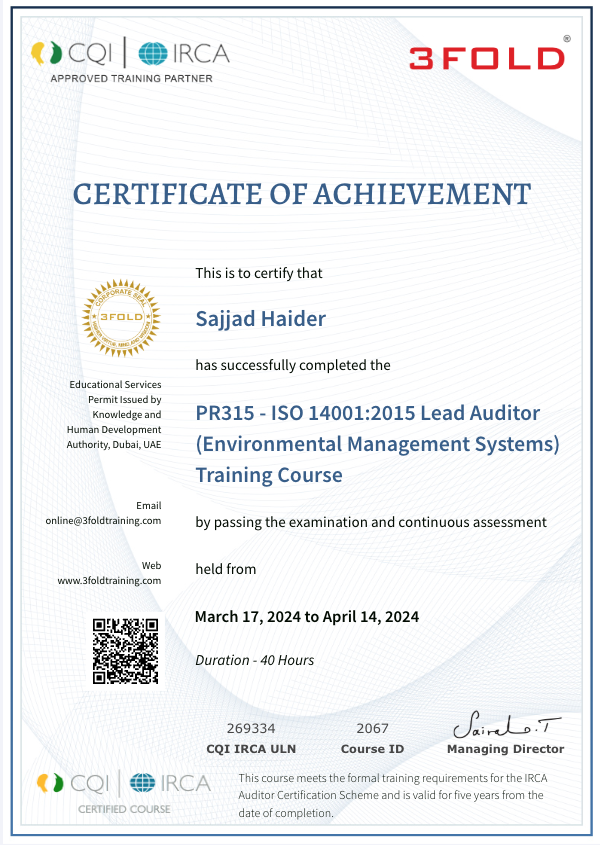 CQI IRCA
APPROVED TRAINING PARTNER
3FOLD®
CERTIFICATE OF ACHIEVEMENT
This is to certify that
CORPORATE SEAL
3FOLD
Sajjad Haider
has successfully completed the
Educational Services
Permit Issued by
Knowledge and
Human Development
Authority, Dubai, UAE
PR315 - ISO 14001:2015 Lead Auditor
(Environmental Management Systems)
Training Course
Email
online@3foldtraining.com
by passing the examination and continuous assessment
Web
www.3foldtraining.com
held from
March 17, 2024 to April 14, 2024
Duration - 40 Hours
269334
CQI IRCA ULN
2067
Course ID
Managing Director
CQI IRCA
CERTIFIED COURSE
This course meets the formal training requirements for the IRCA
Auditor Certification Scheme and is valid for five years from the
date of completion.